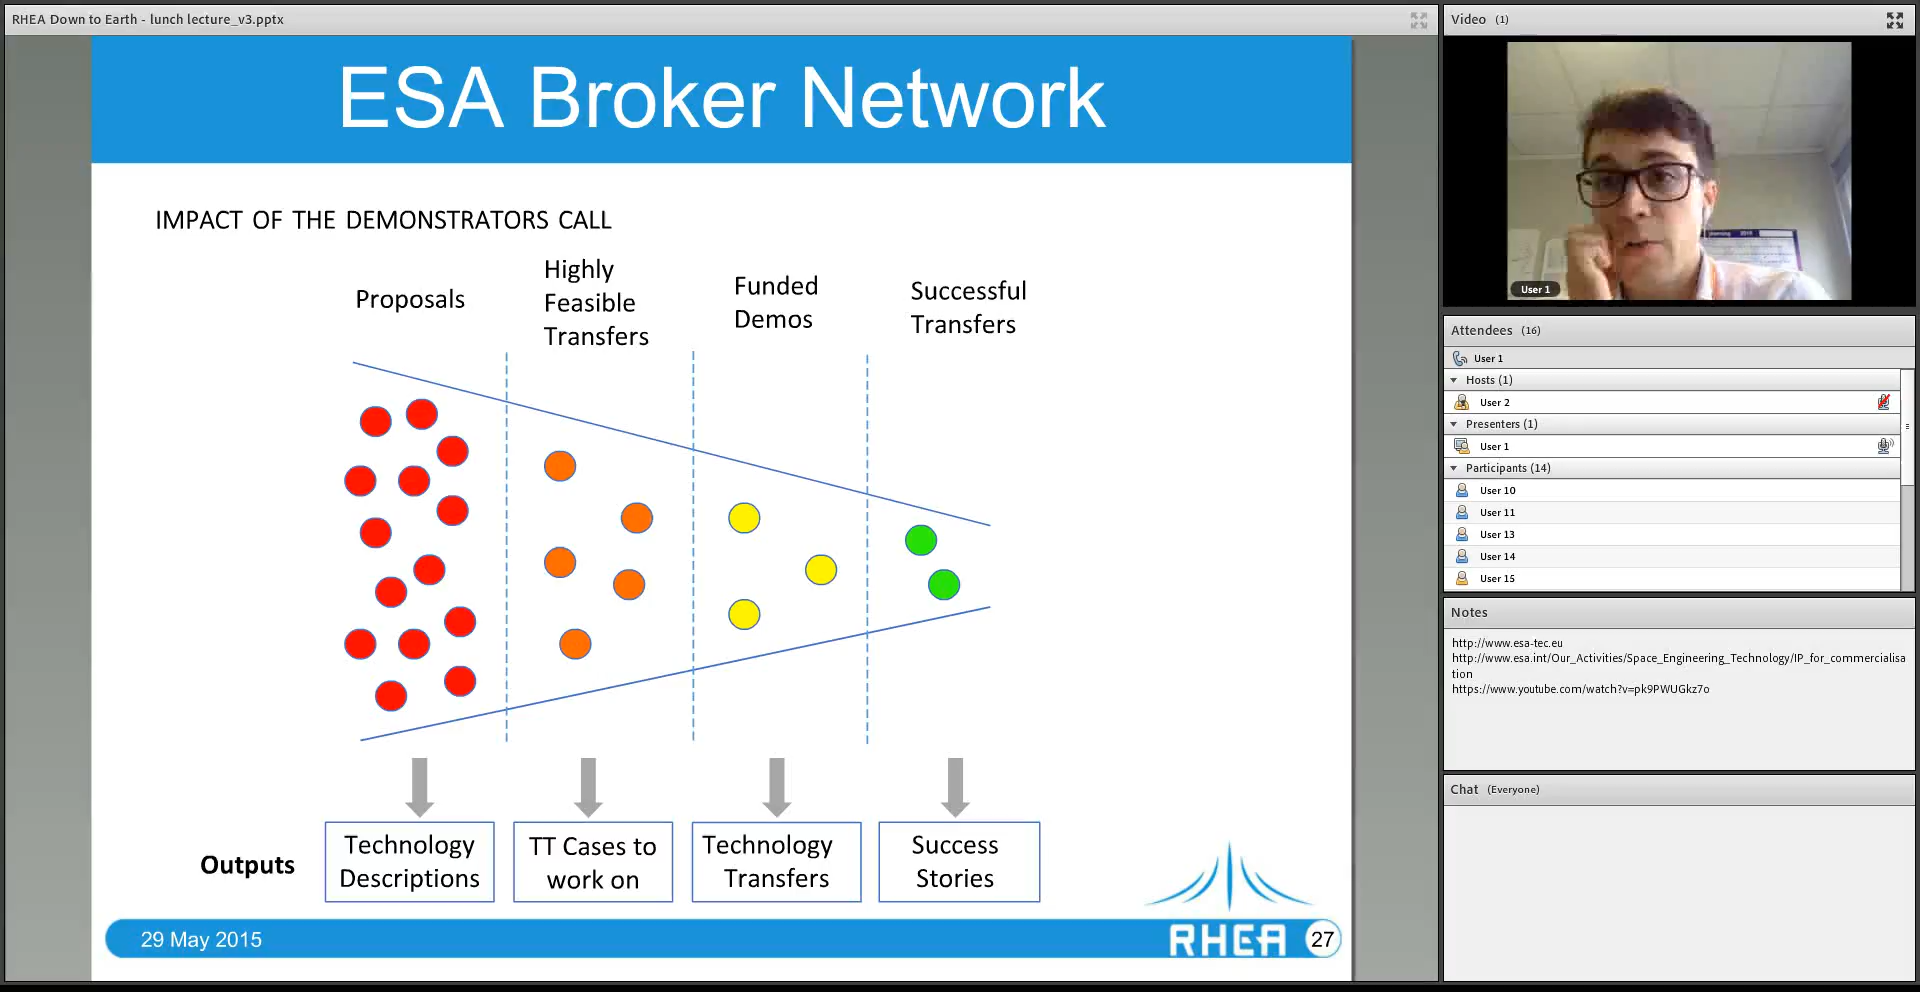 RHEA Down to Earth - lunch lecture_v3.pptx
ESA Broker Network
IMPACT OF THE DEMONSTRATORS CALL
Proposals
Highly
Feasible
Transfers
Funded
Demos
Successful
Transfers
Outputs
Technology
Descriptions
TT Cases to
work on
Technology
Transfers
Success
Stories
29 May 2015
RHEA
27
Video (1)
User 1
Attendees (16)
User 1
Hosts (1)
User 2
Presenters (1)
User 1
Participants (14)
User 10
User 11
User 13
User 14
User 15
Notes
http://www.esa-tec.eu
http://www.esa.int/Our_Activities/Space_Engineering_Technology/IP_for_commercialisa
tion
https://www.youtube.com/watch?v=pk9PWUGkz7o
Chat (Everyone)